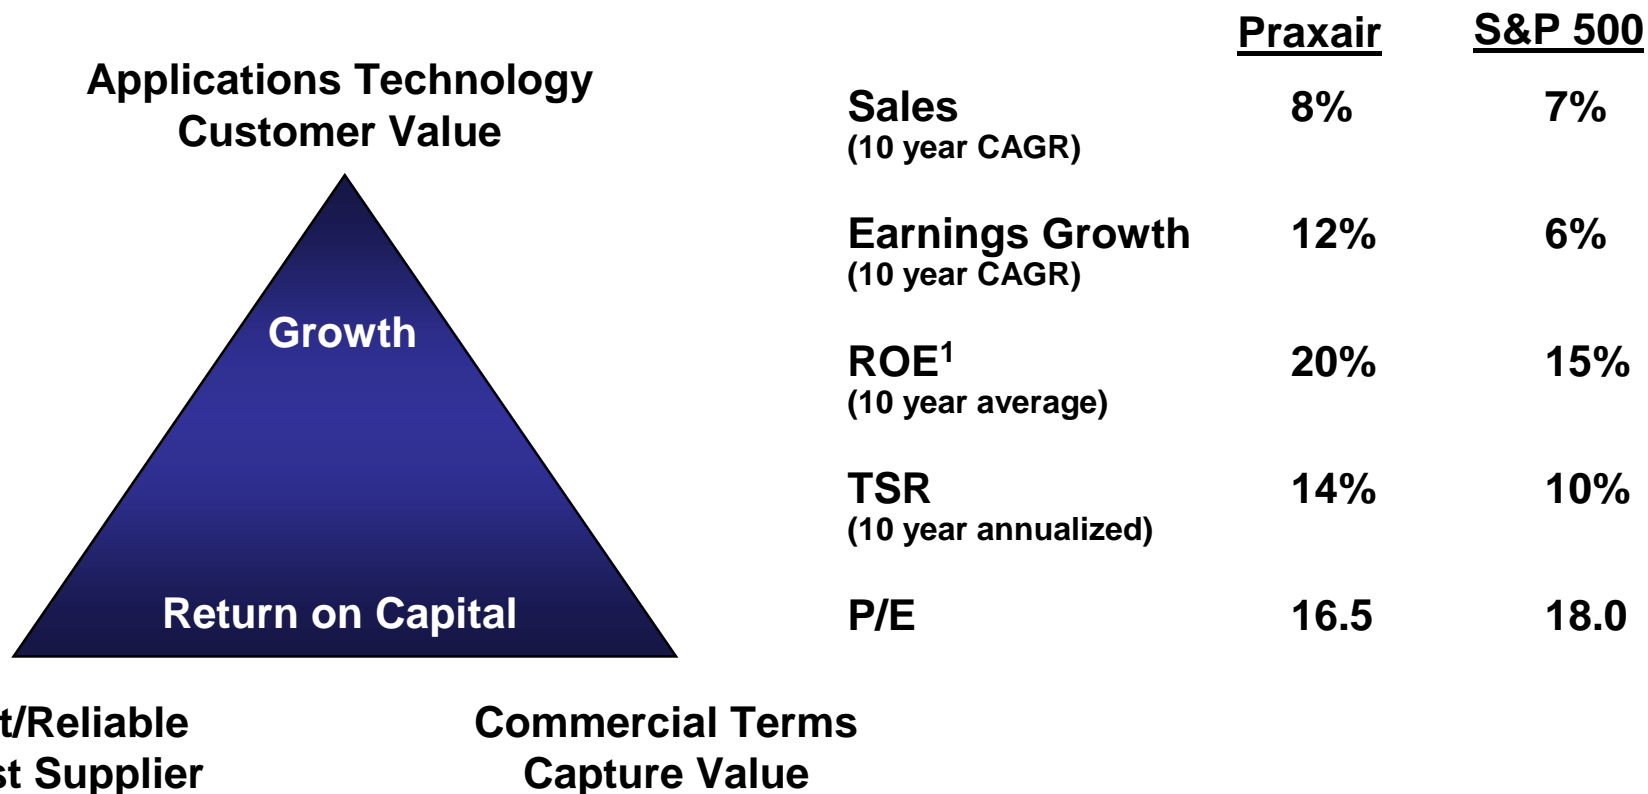 Applications Technology
Customer Value
Growth
Return on Capital
t/Reliable
st Supplier
Commercial Terms
Capture Value
Praxair S&P 500
Sales 8% 7%
(10 year CAGR)
Earnings Growth 12% 6%
(10 year CAGR)
ROE¹ 20% 15%
(10 year average)
TSR 14% 10%
(10 year annualized)
P/E 16.5 18.0